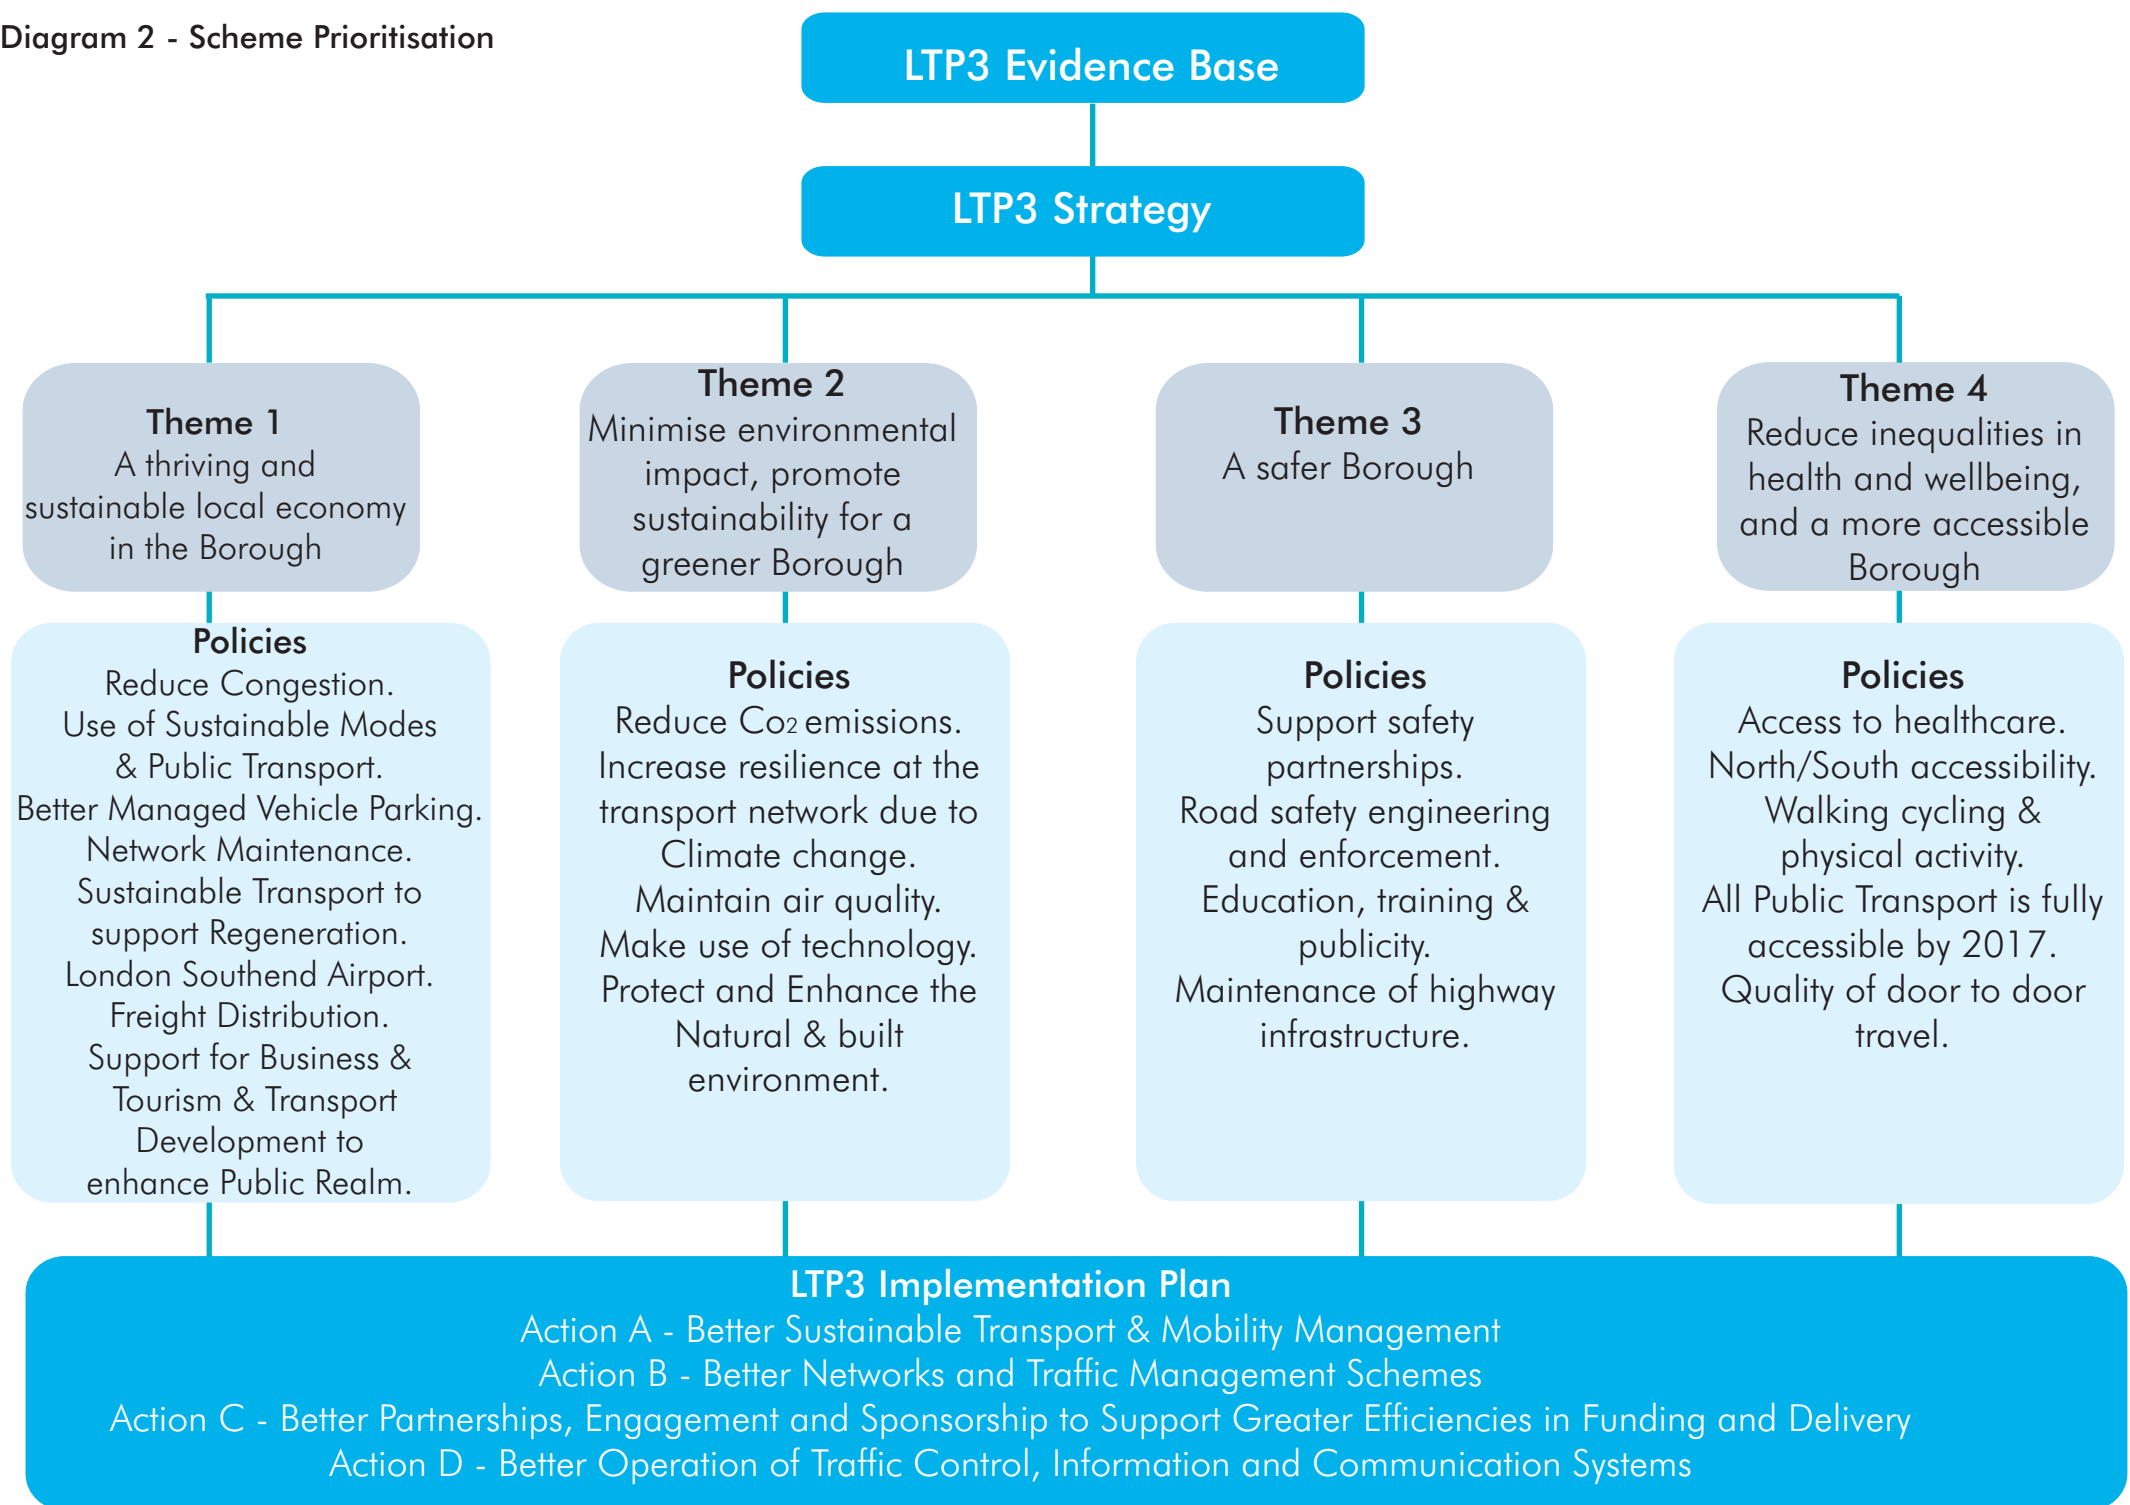 Diagram 2 - Scheme Prioritisation
LTP3 Evidence Base
LTP3 Strategy
Theme 1
A thriving and
sustainable local economy
in the Borough
Theme 2
Minimise environmental
impact, promote
sustainability for a
greener Borough
Theme 3
A safer Borough
Theme 4
Reduce inequalities in
health and wellbeing,
and a more accessible
Borough
Policies
Reduce Congestion.
Use of Sustainable Modes
& Public Transport.
Better Managed Vehicle Parking.
Network Maintenance.
Sustainable Transport to
support Regeneration.
London Southend Airport.
Freight Distribution.
Support for Business &
Tourism & Transport
Development to
enhance Public Realm.
Policies
Reduce Co2 emissions.
Increase resilience at the
transport network due to
Climate change.
Maintain air quality.
Make use of technology.
Protect and Enhance the
Natural & built
environment.
Policies
Support safety
partnerships.
Road safety engineering
and enforcement.
Education, training &
publicity.
Maintenance of highway
infrastructure.
Policies
Access to healthcare.
North/South accessibility.
Walking cycling &
physical activity.
All Public Transport is fully
accessible by 2017.
Quality of door to door
travel.
LTP3 Implementation Plan
Action A - Better Sustainable Transport & Mobility Management
Action B - Better Networks and Traffic Management Schemes
Action C - Better Partnerships, Engagement and Sponsorship to Support Greater Efficiencies in Funding and Delivery
Action D - Better Operation of Traffic Control, Information and Communication Systems